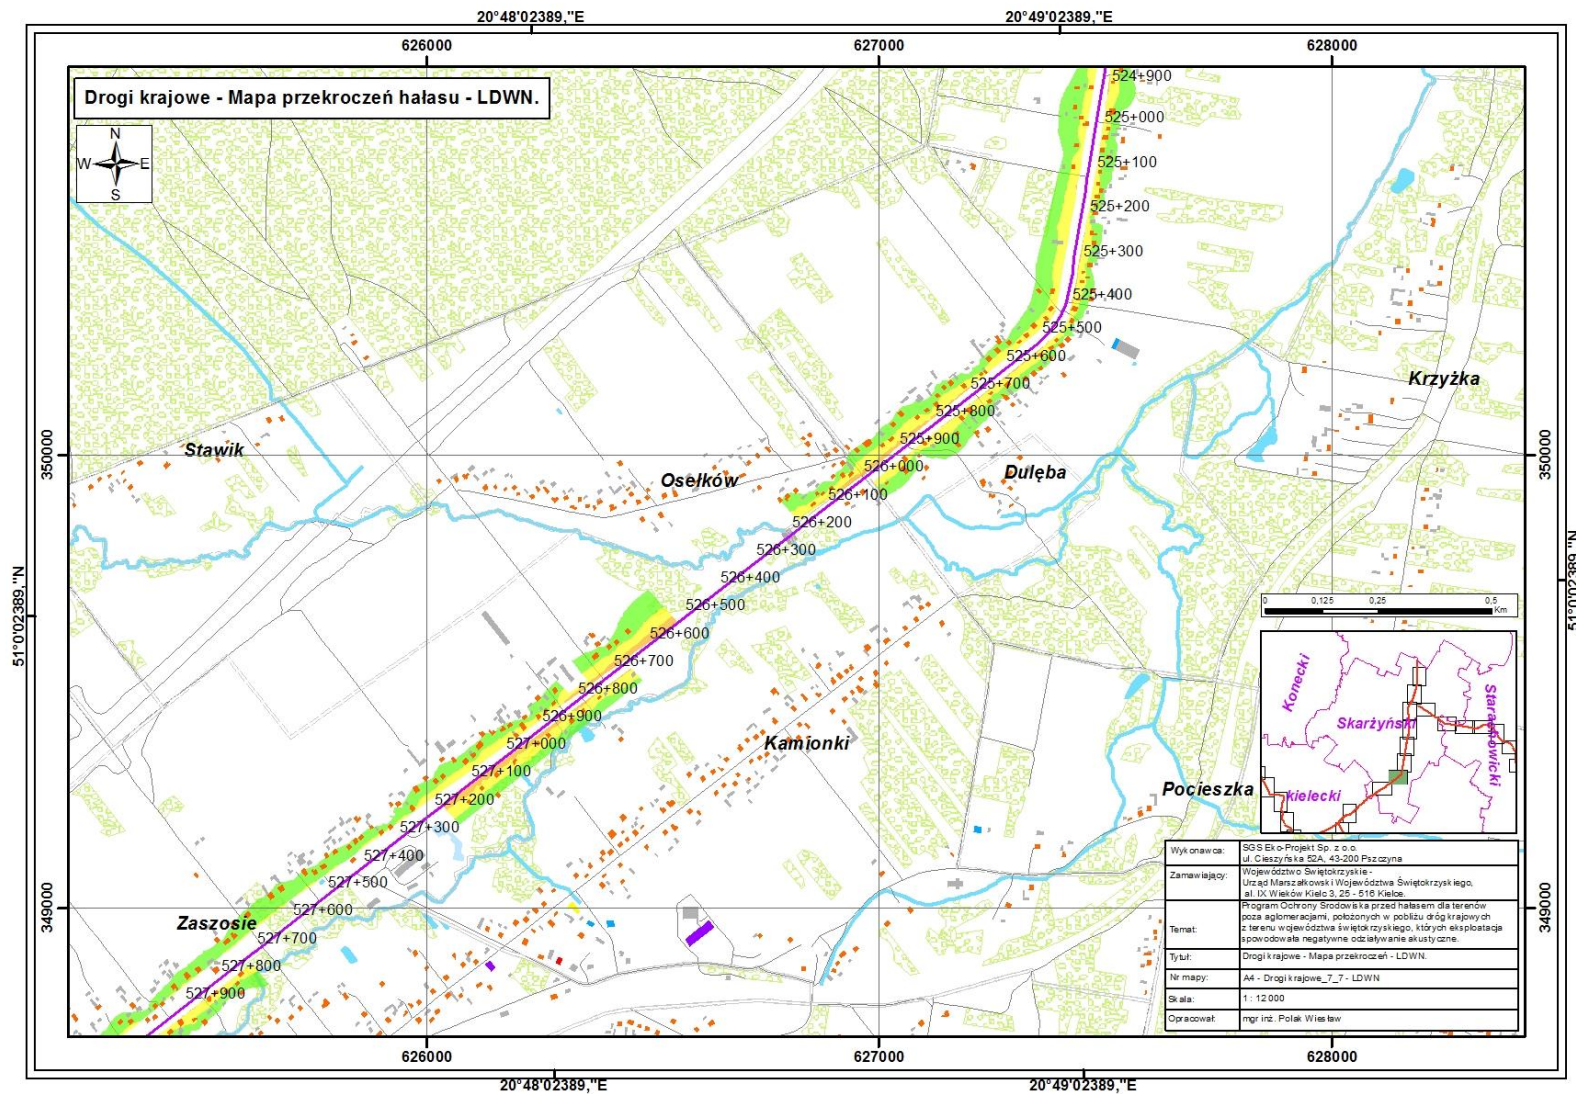 20°48'02389,"E
20°49'02389,"E
626000
627000
628000
Drogi krajowe - Mapa przekroczeń hałasu - LDWN.
N
W
E
S
524+900
525+000
525+100
525+200
525+300
525+400
525+500
525+600
525+700
525+800
525+900
526+000
526+100
526+200
526+300
526+400
526+500
526+600
526+700
526+800
526+900
527+000
527+100
527+200
527+300
527+400
527+500
527+600
527+700
527+800
527+900
Krzyżka
Stawik
Osełków
Dulęba
Kamionki
Pocieszka
Zaszosie
350000
350000
349000
349000
51°0'02389,"N
51°0'02389,"N
0
0,125
0,25
0,5
Km
Konecki
Skarżyński
Starachowicki
kielecki
Wykonawca:
SGS Eko-Projekt Sp. z o.o.
ul. Cieszyńska 52A, 43-200 Pszczyna
Zamawiający:
Województwo Świętokrzyskie -
Urząd Marszałkowski Województwa Świętokrzyskiego,
al. IX Wieków Kielc 3, 25 - 516 Kielce.
Temat:
Program Ochrony Środowiska przed hałasem dla terenów
poza aglomeracjami, położonych w pobliżu dróg krajowych
z terenu województwa świętokrzyskiego, których eksploatacja
spowodowała negatywne oddziaływanie akustyczne.
Tytuł:
Drogi krajowe - Mapa przekroczeń - LDWN.
Nr mapy:
A4 - Drogi krajowe_7_7 - LDWN
Skala:
1 : 12 000
Opracował:
mgr inż. Polak Wiesław
626000
627000
628000
20°48'02389,"E
20°49'02389,"E